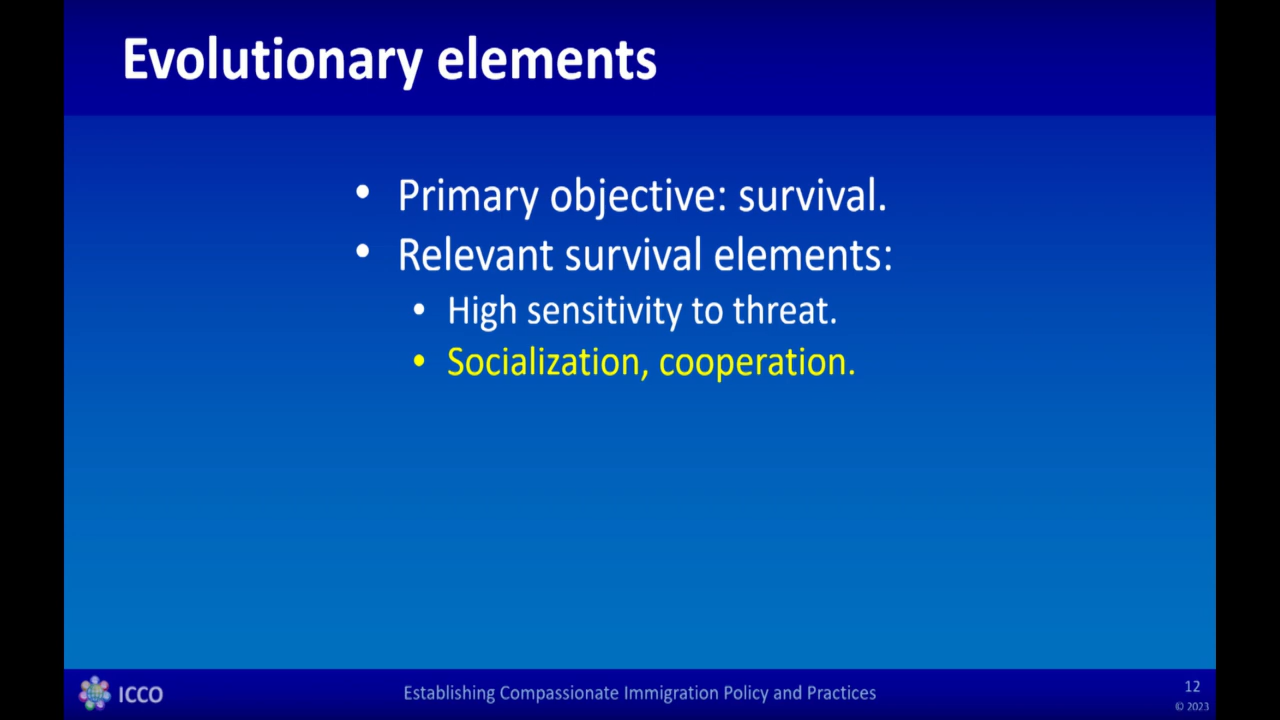 Evolutionary elements
• Primary objective: survival.
• Relevant survival elements:
• High sensitivity to threat.
• Socialization, cooperation.
ICCO
Establishing Compassionate Immigration Policy and Practices
12
© 2023